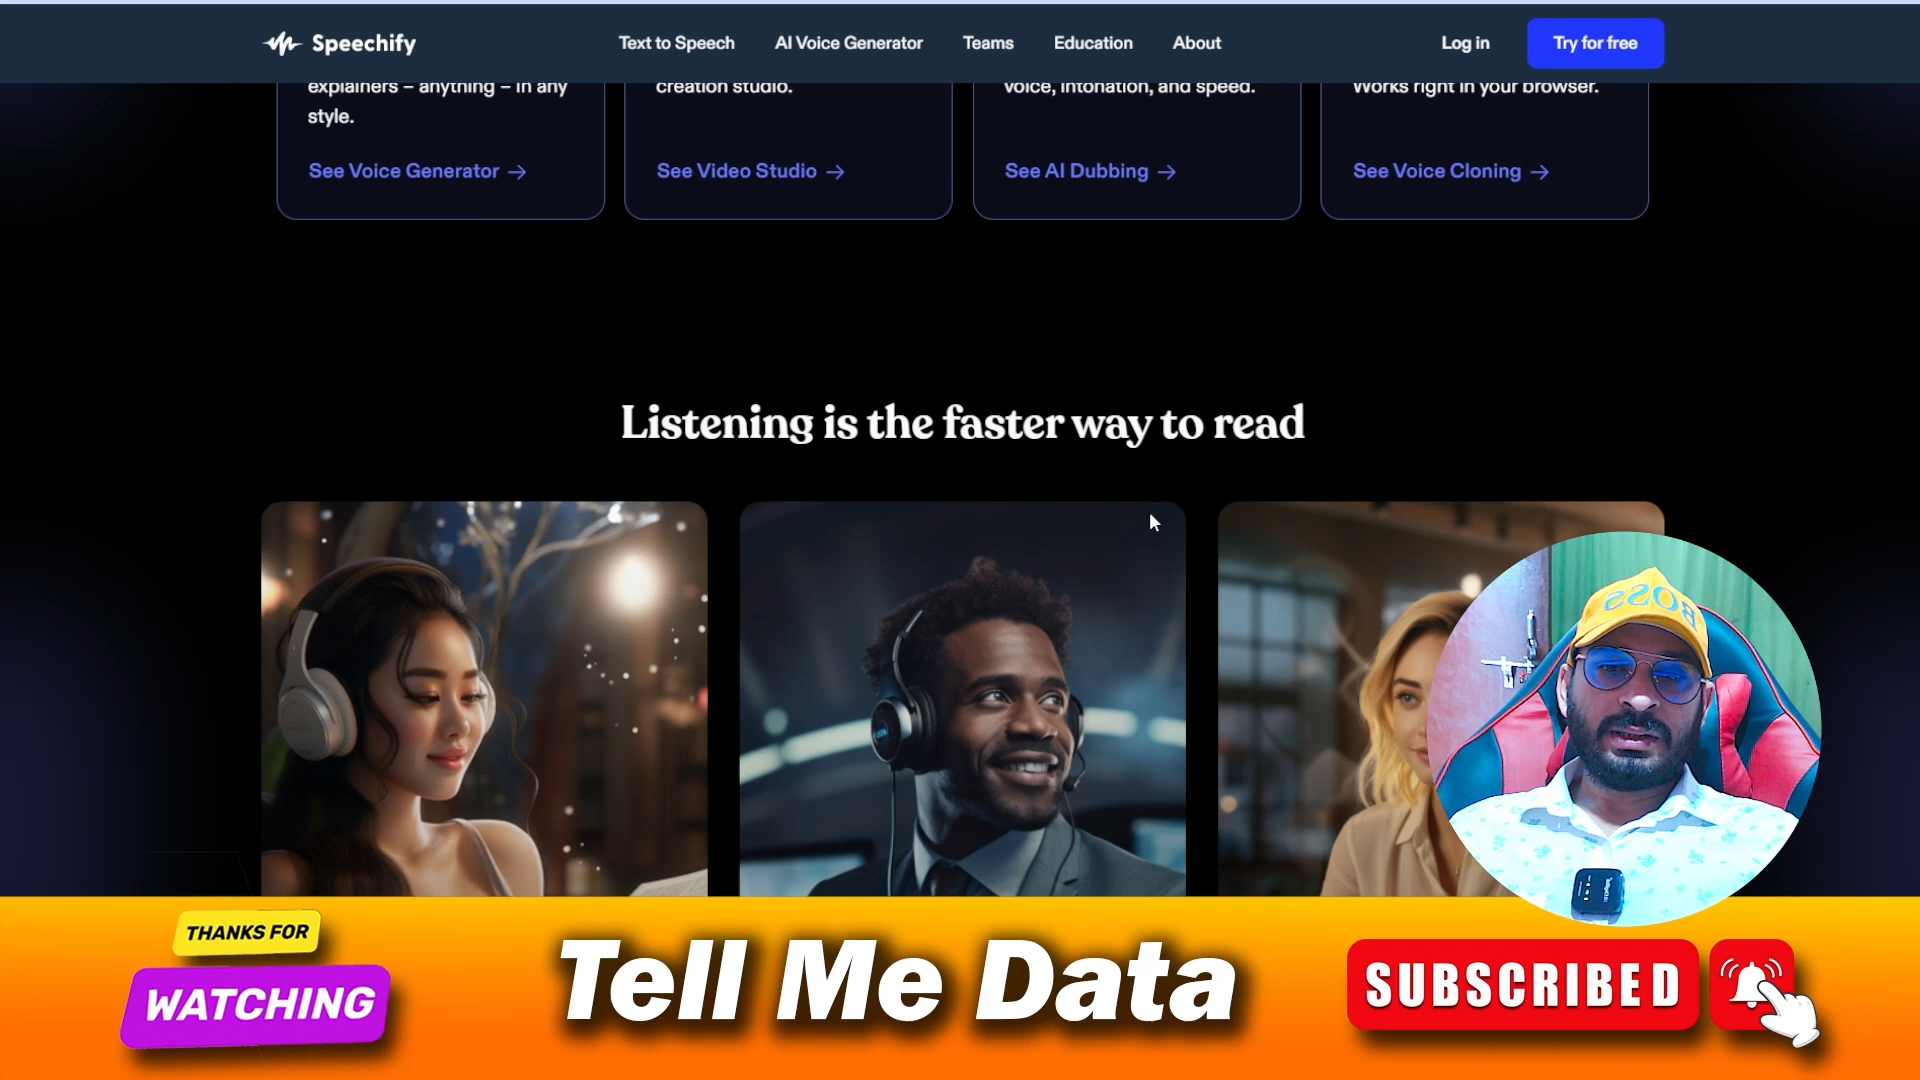 Speechify
Text to Speech
AI Voice Generator
Teams
Education
About
Log in
Try for free
explainers – anything – in any
style.
See Voice Generator →
creation studio.
See Video Studio →
voice, intonation, and speed.
See AI Dubbing →
Works right in your browser.
See Voice Cloning →
Listening is the faster way to read
BOSS
THANKS FOR
WATCHING
Tell Me Data
SUBSCRIBED